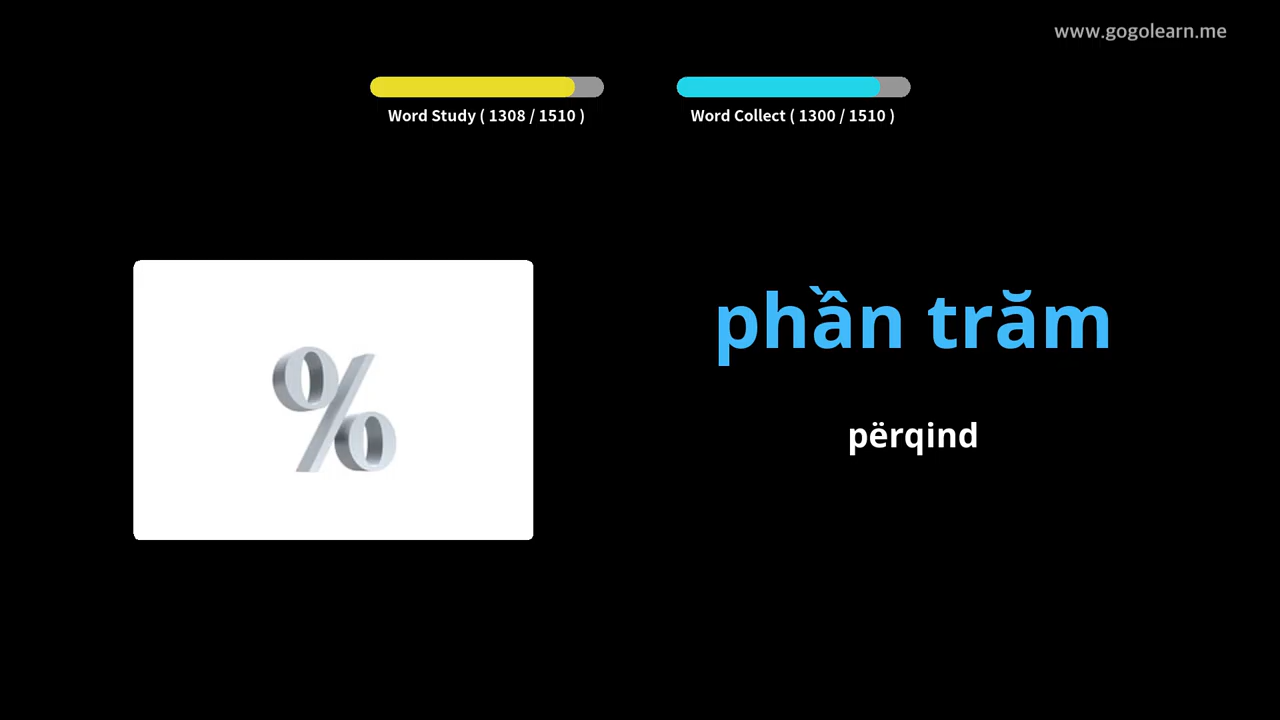 www.gogolearn.me
Word Study ( 1308 / 1510 )
Word Collect ( 1300 / 1510 )
%
phần trăm
përqind